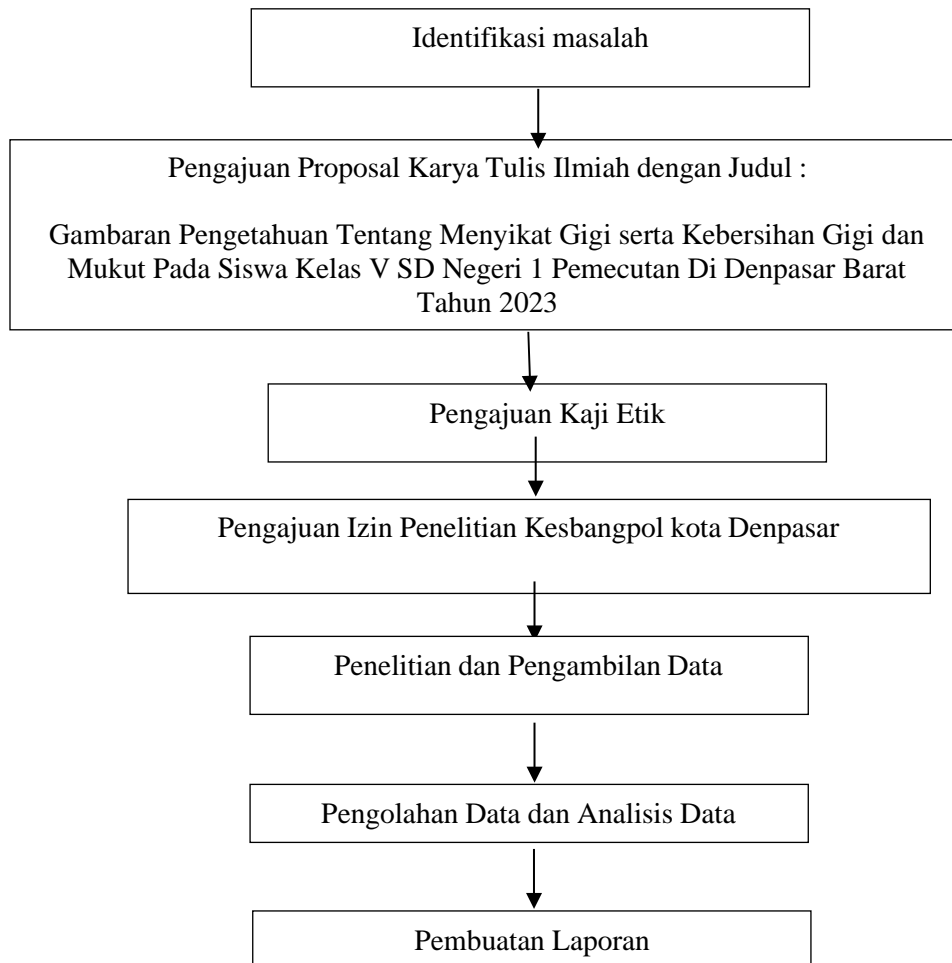 Identifikasi masalah
Pengajuan Proposal Karya Tulis Ilmiah dengan Judul :
Gambaran Pengetahuan Tentang Menyikat Gigi serta Kebersihan Gigi dan
Mukut Pada Siswa Kelas V SD Negeri 1 Pemecutan Di Denpasar Barat
Tahun 2023
Pengajuan Kaji Etik
Pengajuan Izin Penelitian Kesbangpol kota Denpasar
Penelitian dan Pengambilan Data
Pengolahan Data dan Analisis Data
Pembuatan Laporan